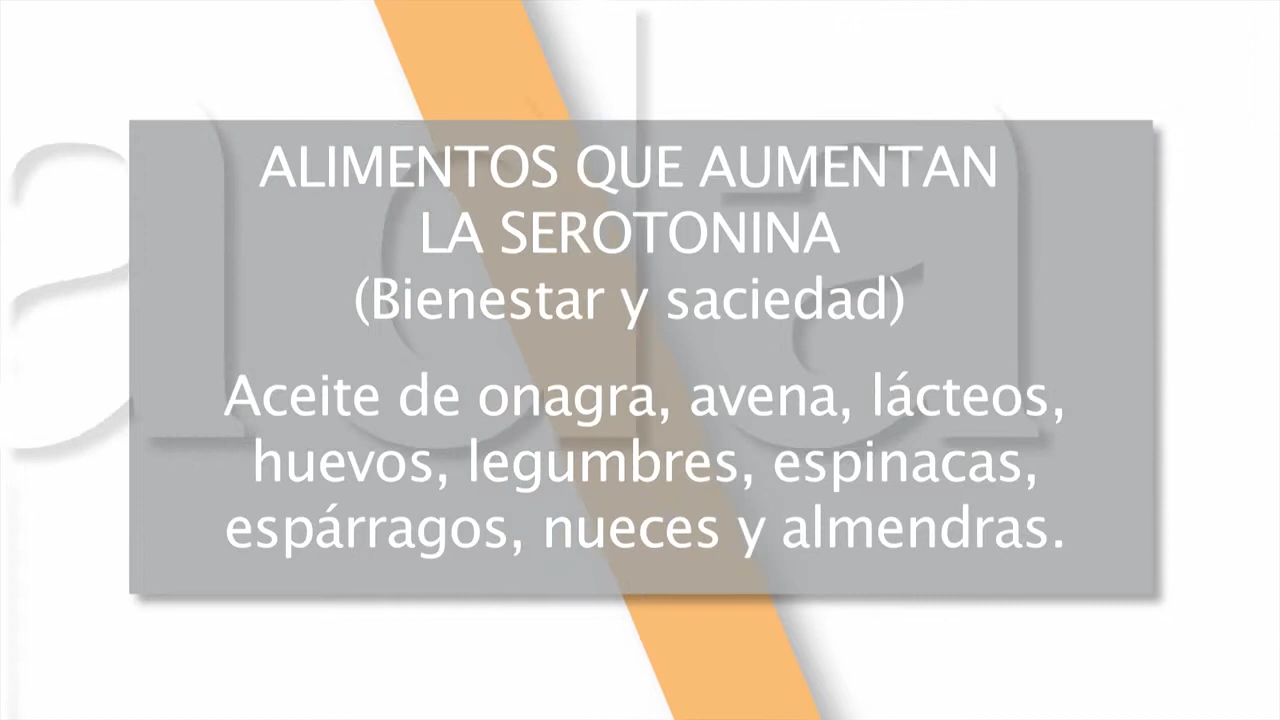 ALIMENTOS QUE AUMENTAN
LA SEROTONINA
(Bienestar y saciedad)
Aceite de onagra, avena, lácteos,
huevos, legumbres, espinacas,
espárragos, nueces y almendras.